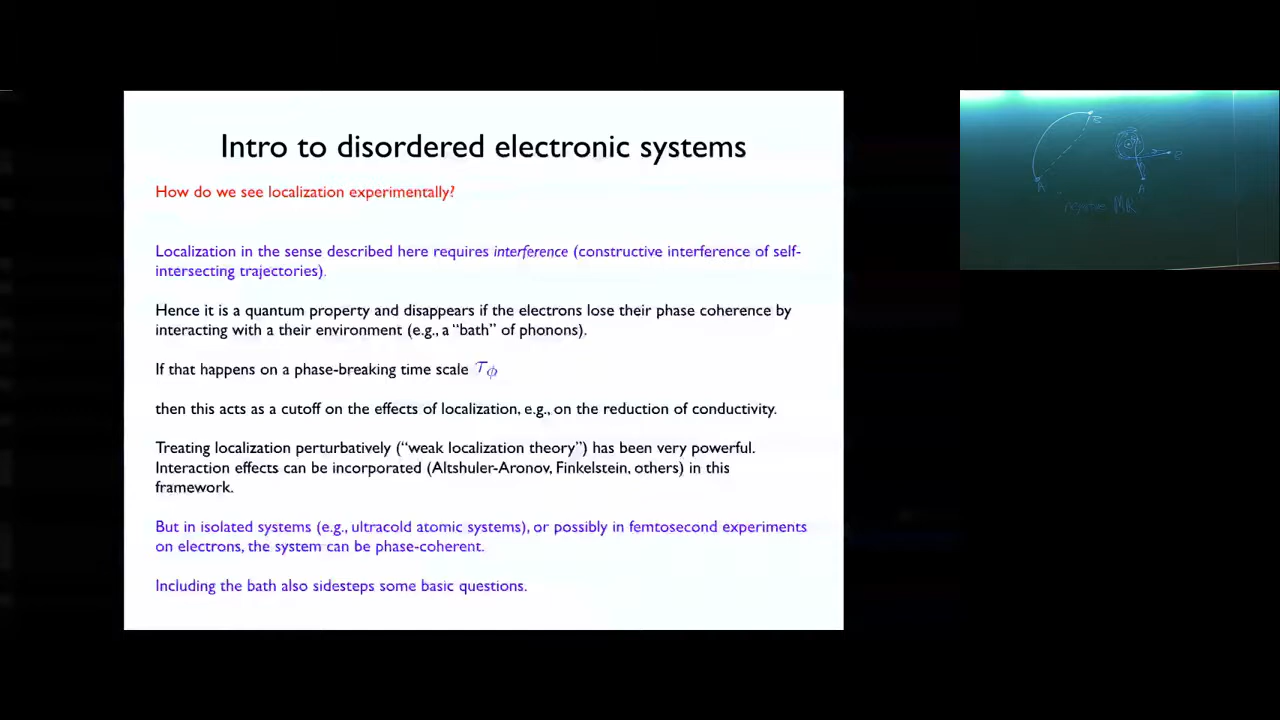 Intro to disordered electronic systems
How do we see localization experimentally?
Localization in the sense described here requires interference (constructive interference of self-
intersecting trajectories).
Hence it is a quantum property and disappears if the electrons lose their phase coherence by
interacting with a their environment (e.g., a “bath” of phonons).
If that happens on a phase-breaking time scale τ_ϕ
then this acts as a cutoff on the effects of localization, e.g., on the reduction of conductivity.
Treating localization perturbatively (“weak localization theory”) has been very powerful.
Interaction effects can be incorporated (Altshuler-Aronov, Finkelstein, others) in this
framework.
But in isolated systems (e.g., ultracold atomic systems), or possibly in femtosecond experiments
on electrons, the system can be phase-coherent.
Including the bath also sidesteps some basic questions.
A
A
MR